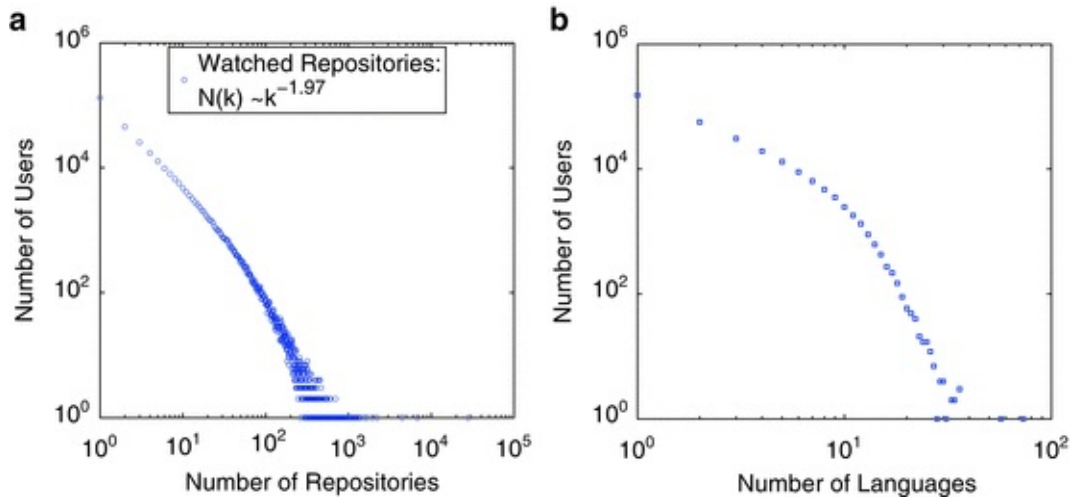 a
10^6
10^4
10^2
10^0
Number of Users
Watched Repositories:
N(k) ~k^-1.97
10^0 10^1 10^2 10^3 10^4 10^5
Number of Repositories
b
10^6
10^4
10^2
10^0
Number of Users
10^0 10^1 10^2
Number of Languages